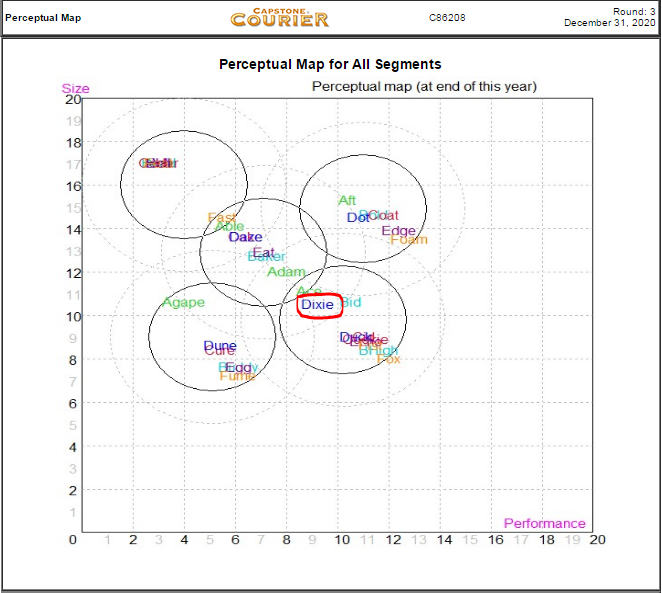 Perceptual Map
CAPSTONE®
COURIER
C86208
Round: 3
December 31, 2020
Perceptual Map for All Segments
Size
Perceptual map (at end of this year)
20
19
18
17
16
15
14
13
12
11
10
9
8
7
6
5
4
3
2
1
Aft
Dot
Coat
Edge
Foam
Fast
Able
Daze
Eat
Baker
Adam
Dixie
Bid
Agape
Dune
Cure
Egg
Fume
Fox
Performance
0 1 2 3 4 5 6 7 8 9 10 11 12 13 14 15 16 17 18 19 20